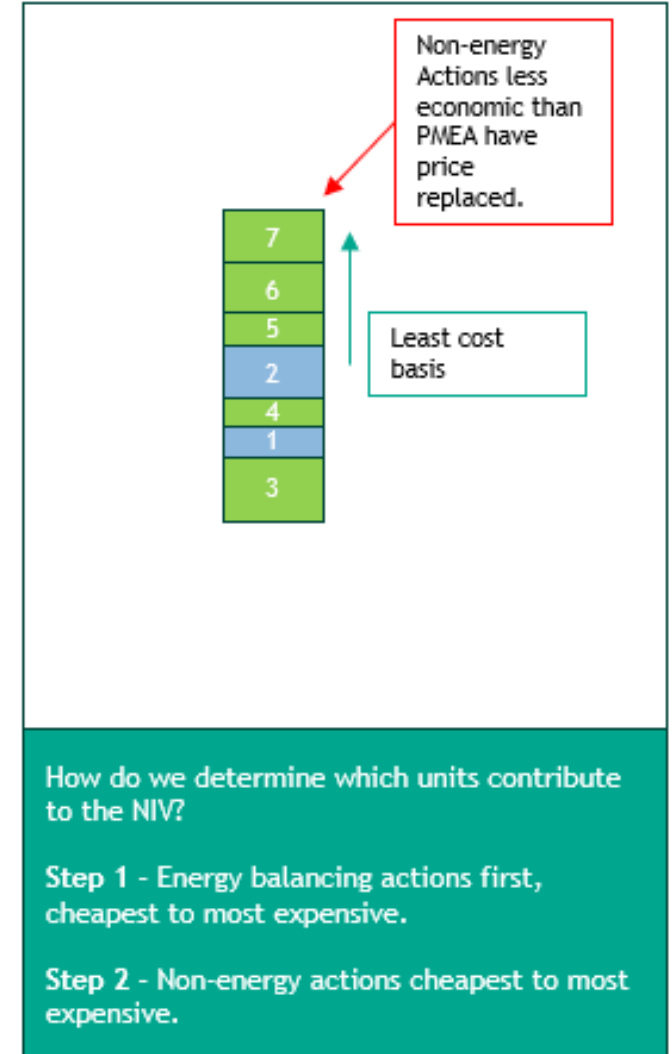 Non-energy
Actions less
economic than
PMEA have
price
replaced.
7
6
5
2
4
1
3
Least cost
basis
How do we determine which units contribute
to the NIV?
Step 1 - Energy balancing actions first,
cheapest to most expensive.
Step 2 - Non-energy actions cheapest to most
expensive.